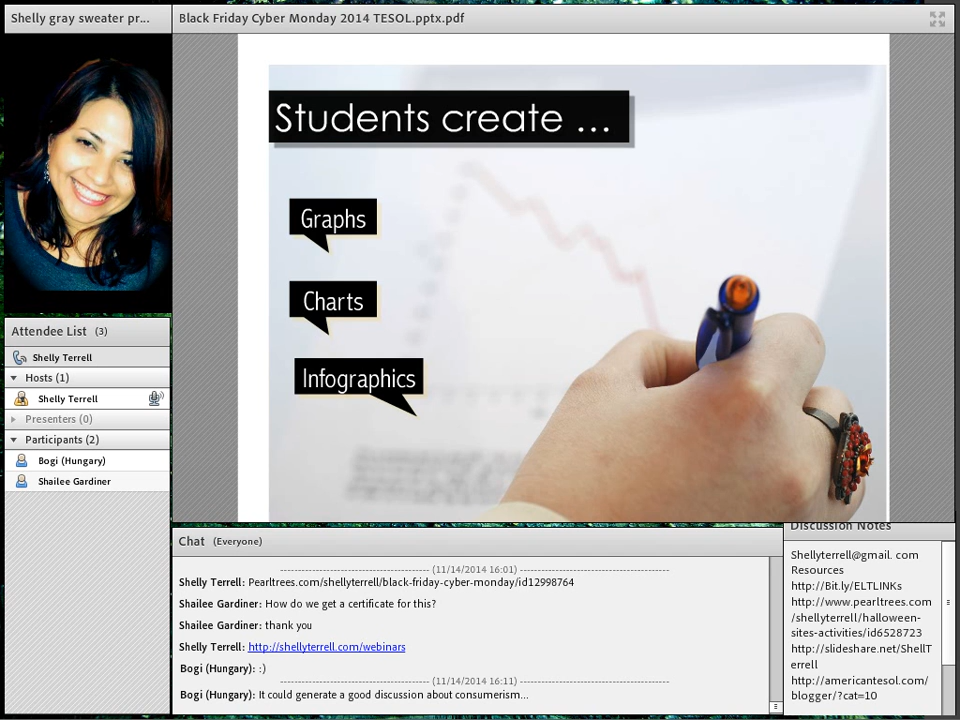 Shelly gray sweater pr...
Black Friday Cyber Monday 2014 TESOL.pptx.pdf
Students create ...
Graphs
Charts
Infographics
Attendee List (3)
Shelly Terrell
Hosts (1)
Shelly Terrell
Presenters (0)
Participants (2)
Bogi (Hungary)
Shailee Gardiner
Chat (Everyone)
(11/14/2014 16:01)
Shelly Terrell: Pearltrees.com/shellyterrell/black-friday-cyber-monday/id12998764
Shailee Gardiner: How do we get a certificate for this?
Shailee Gardiner: thank you
Shelly Terrell: http://shellyterrell.com/webinars
Bogi (Hungary): :)
(11/14/2014 16:11)
Bogi (Hungary): It could generate a good discussion about consumerism...
Discussion Notes
Shellyterrell@gmail. com
Resources
http://Bit.ly/ELTLINKs
http://www.pearltrees.com
/shellyterrell/halloween-
sites-activities/id6528723
http://slideshare.net/ShellT
errell
http://americantesol.com/
blogger/?cat=10